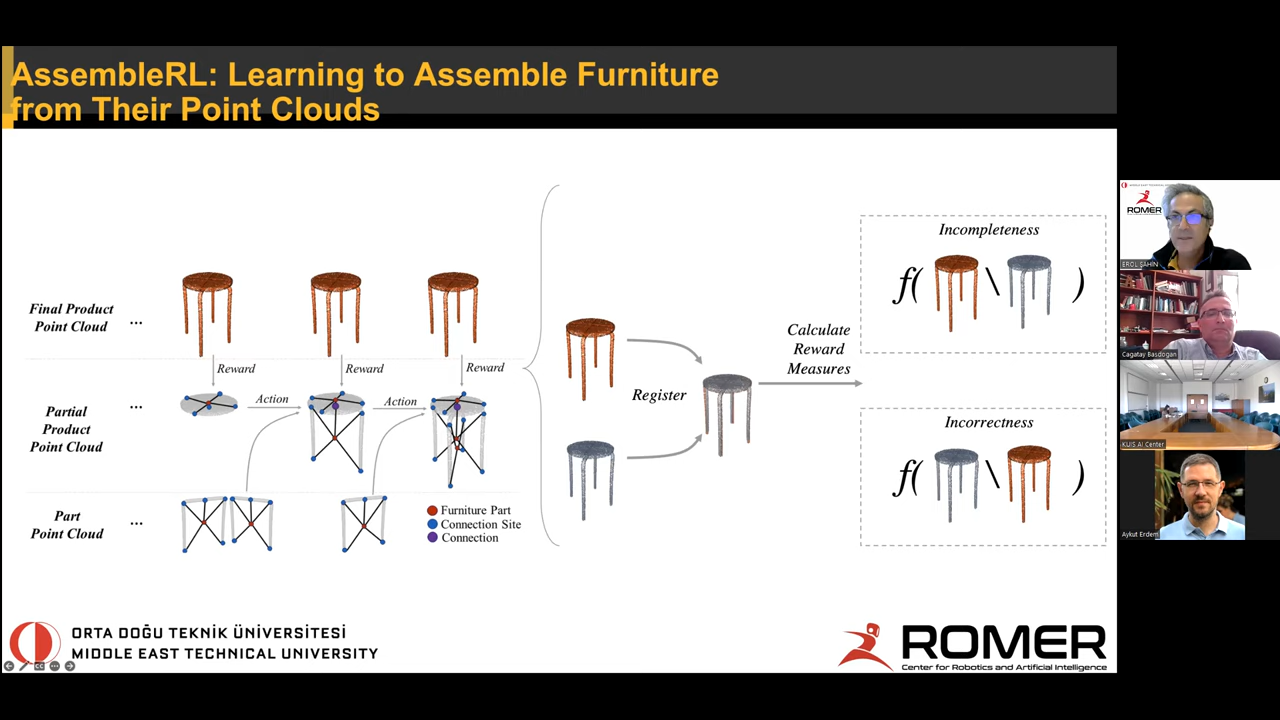 AssembleRL: Learning to Assemble Furniture
from Their Point Clouds
Final Product
Point Cloud
...
Reward
Reward
Reward
Partial
Product
Point Cloud
...
Action
Action
Part
Point Cloud
...
Furniture Part
Connection Site
Connection
Register
Calculate
Reward
Measures
Incompleteness
f( \ )
Incorrectness
f( \ )
ORTA DOĞU TEKNİK ÜNİVERSİTESİ
MIDDLE EAST TECHNICAL UNIVERSITY
ROMER
Center for Robotics and Artificial Intelligence
ROMER
EROL ŞAHİN
Cagatay Basdogan
KUIS AI Center
Aykut Erdem